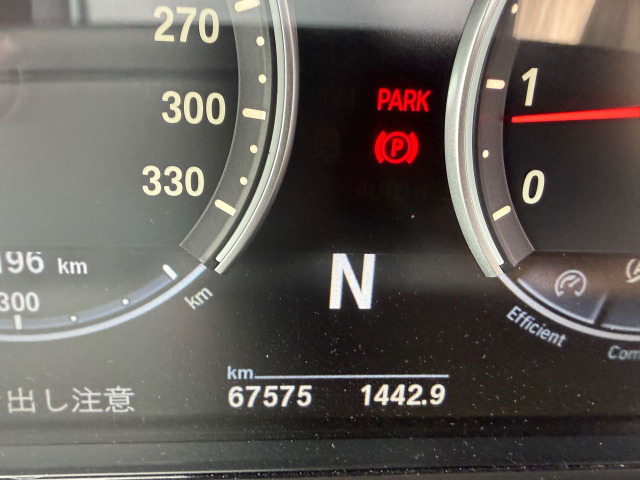 270
300
330
PARK
P
1
0
196 km
300
km
N
Efficient
Com
km
67575 1442.9
出し注意